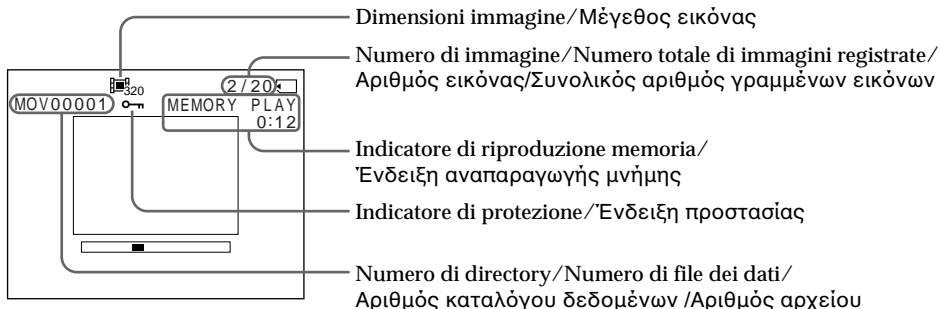 Dimensioni immagine/Μέγεθος εικόνας
Numero di immagine/Numero totale di immagini registrate/
Αριθμός εικόνας/Συνολικός αριθμός γραμμένων εικόνων
320
2/20
MOV00001
MEMORY PLAY
0:12
Indicatore di riproduzione memoria/
Ένδειξη αναπαραγωγής μνήμης
Indicatore di protezione/Ένδειξη προστασίας
Numero di directory/Numero di file dei dati/
Αριθμός καταλόγου δεδομένων /Αριθμός αρχείου